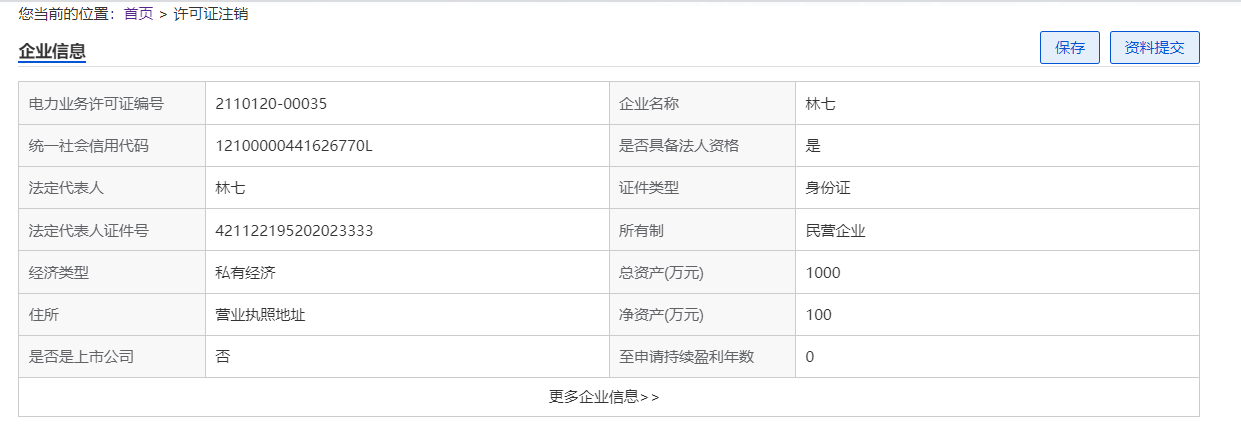 您当前的位置：首页 > 许可证注销
企业信息 保存 资料提交
电力业务许可证编号 2110120-00035 企业名称 林七
统一社会信用代码 12100000441626770L 是否具备法人资格 是
法定代表人 林七 证件类型 身份证
法定代表人证件号 421122195202023333 所有制 民营企业
经济类型 私有经济 总资产(万元) 1000
住所 营业执照地址 净资产(万元) 100
是否是上市公司 否 至申请持续盈利年数 0
更多企业信息>>